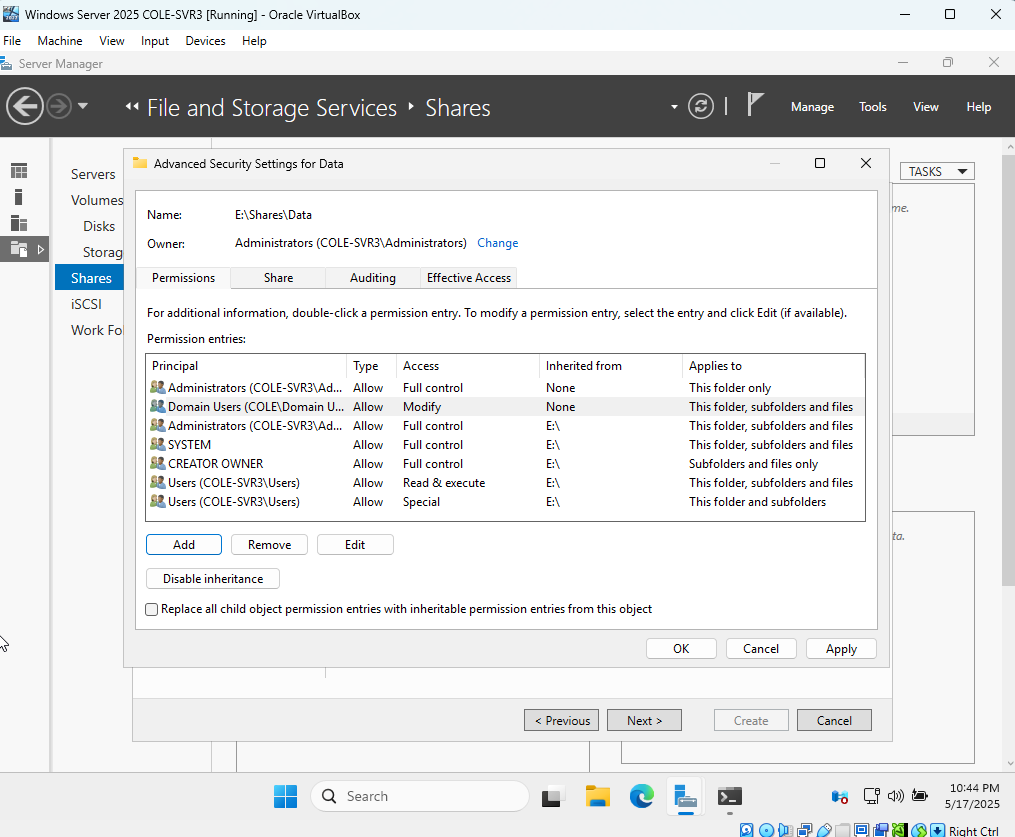 Windows Server 2025 COLE-SVR3 [Running] - Oracle VirtualBox
File Machine View Input Devices Help
Server Manager
File and Storage Services Shares
Manage Tools View Help
Servers
Volumes
Disks
Storag
Shares
iSCSI
Work Fo
TASKS
me.
ta.
Advanced Security Settings for Data
Name: E:\Shares\Data
Owner: Administrators (COLE-SVR3\Administrators) Change
Permissions Share Auditing Effective Access
For additional information, double-click a permission entry. To modify a permission entry, select the entry and click Edit (if available).
Permission entries:
Principal Type Access Inherited from Applies to
Administrators (COLE-SVR3\Ad... Allow Full control None This folder only
Domain Users (COLE\Domain U... Allow Modify None This folder, subfolders and files
Administrators (COLE-SVR3\Ad... Allow Full control E:\ This folder, subfolders and files
SYSTEM Allow Full control E:\ This folder, subfolders and files
CREATOR OWNER Allow Full control E:\ Subfolders and files only
Users (COLE-SVR3\Users) Allow Read & execute E:\ This folder, subfolders and files
Users (COLE-SVR3\Users) Allow Special E:\ This folder and subfolders
Add Remove Edit
Disable inheritance
Replace all child object permission entries with inheritable permission entries from this object
OK Cancel Apply
< Previous Next > Create Cancel
Search
10:44 PM
5/17/2025
Right Ctrl